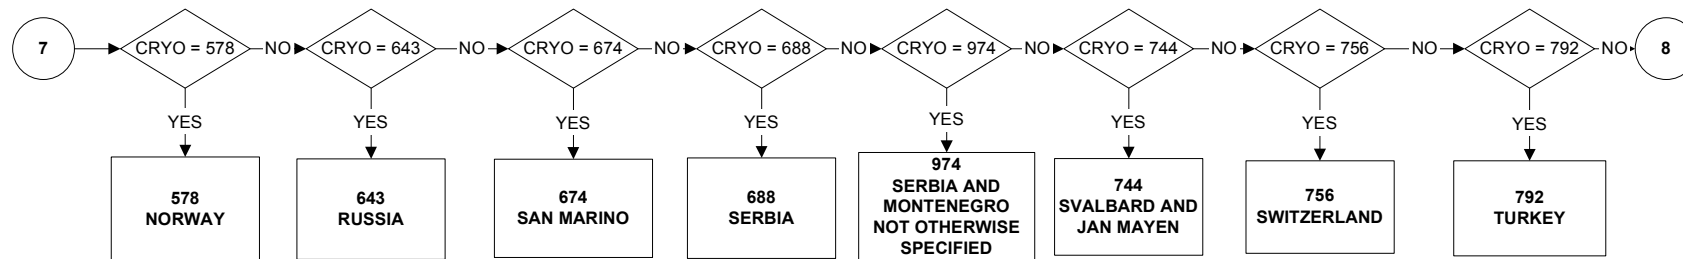 7
CRYO = 578
NO
CRYO = 643
NO
CRYO = 674
NO
CRYO = 688
NO
CRYO = 974
NO
CRYO = 744
NO
CRYO = 756
NO
CRYO = 792
NO
8
YES
YES
YES
YES
YES
YES
YES
YES
578
NORWAY
643
RUSSIA
674
SAN MARINO
688
SERBIA
974
SERBIA AND
MONTENEGRO
NOT OTHERWISE
SPECIFIED
744
SVALBARD AND
JAN MAYEN
756
SWITZERLAND
792
TURKEY